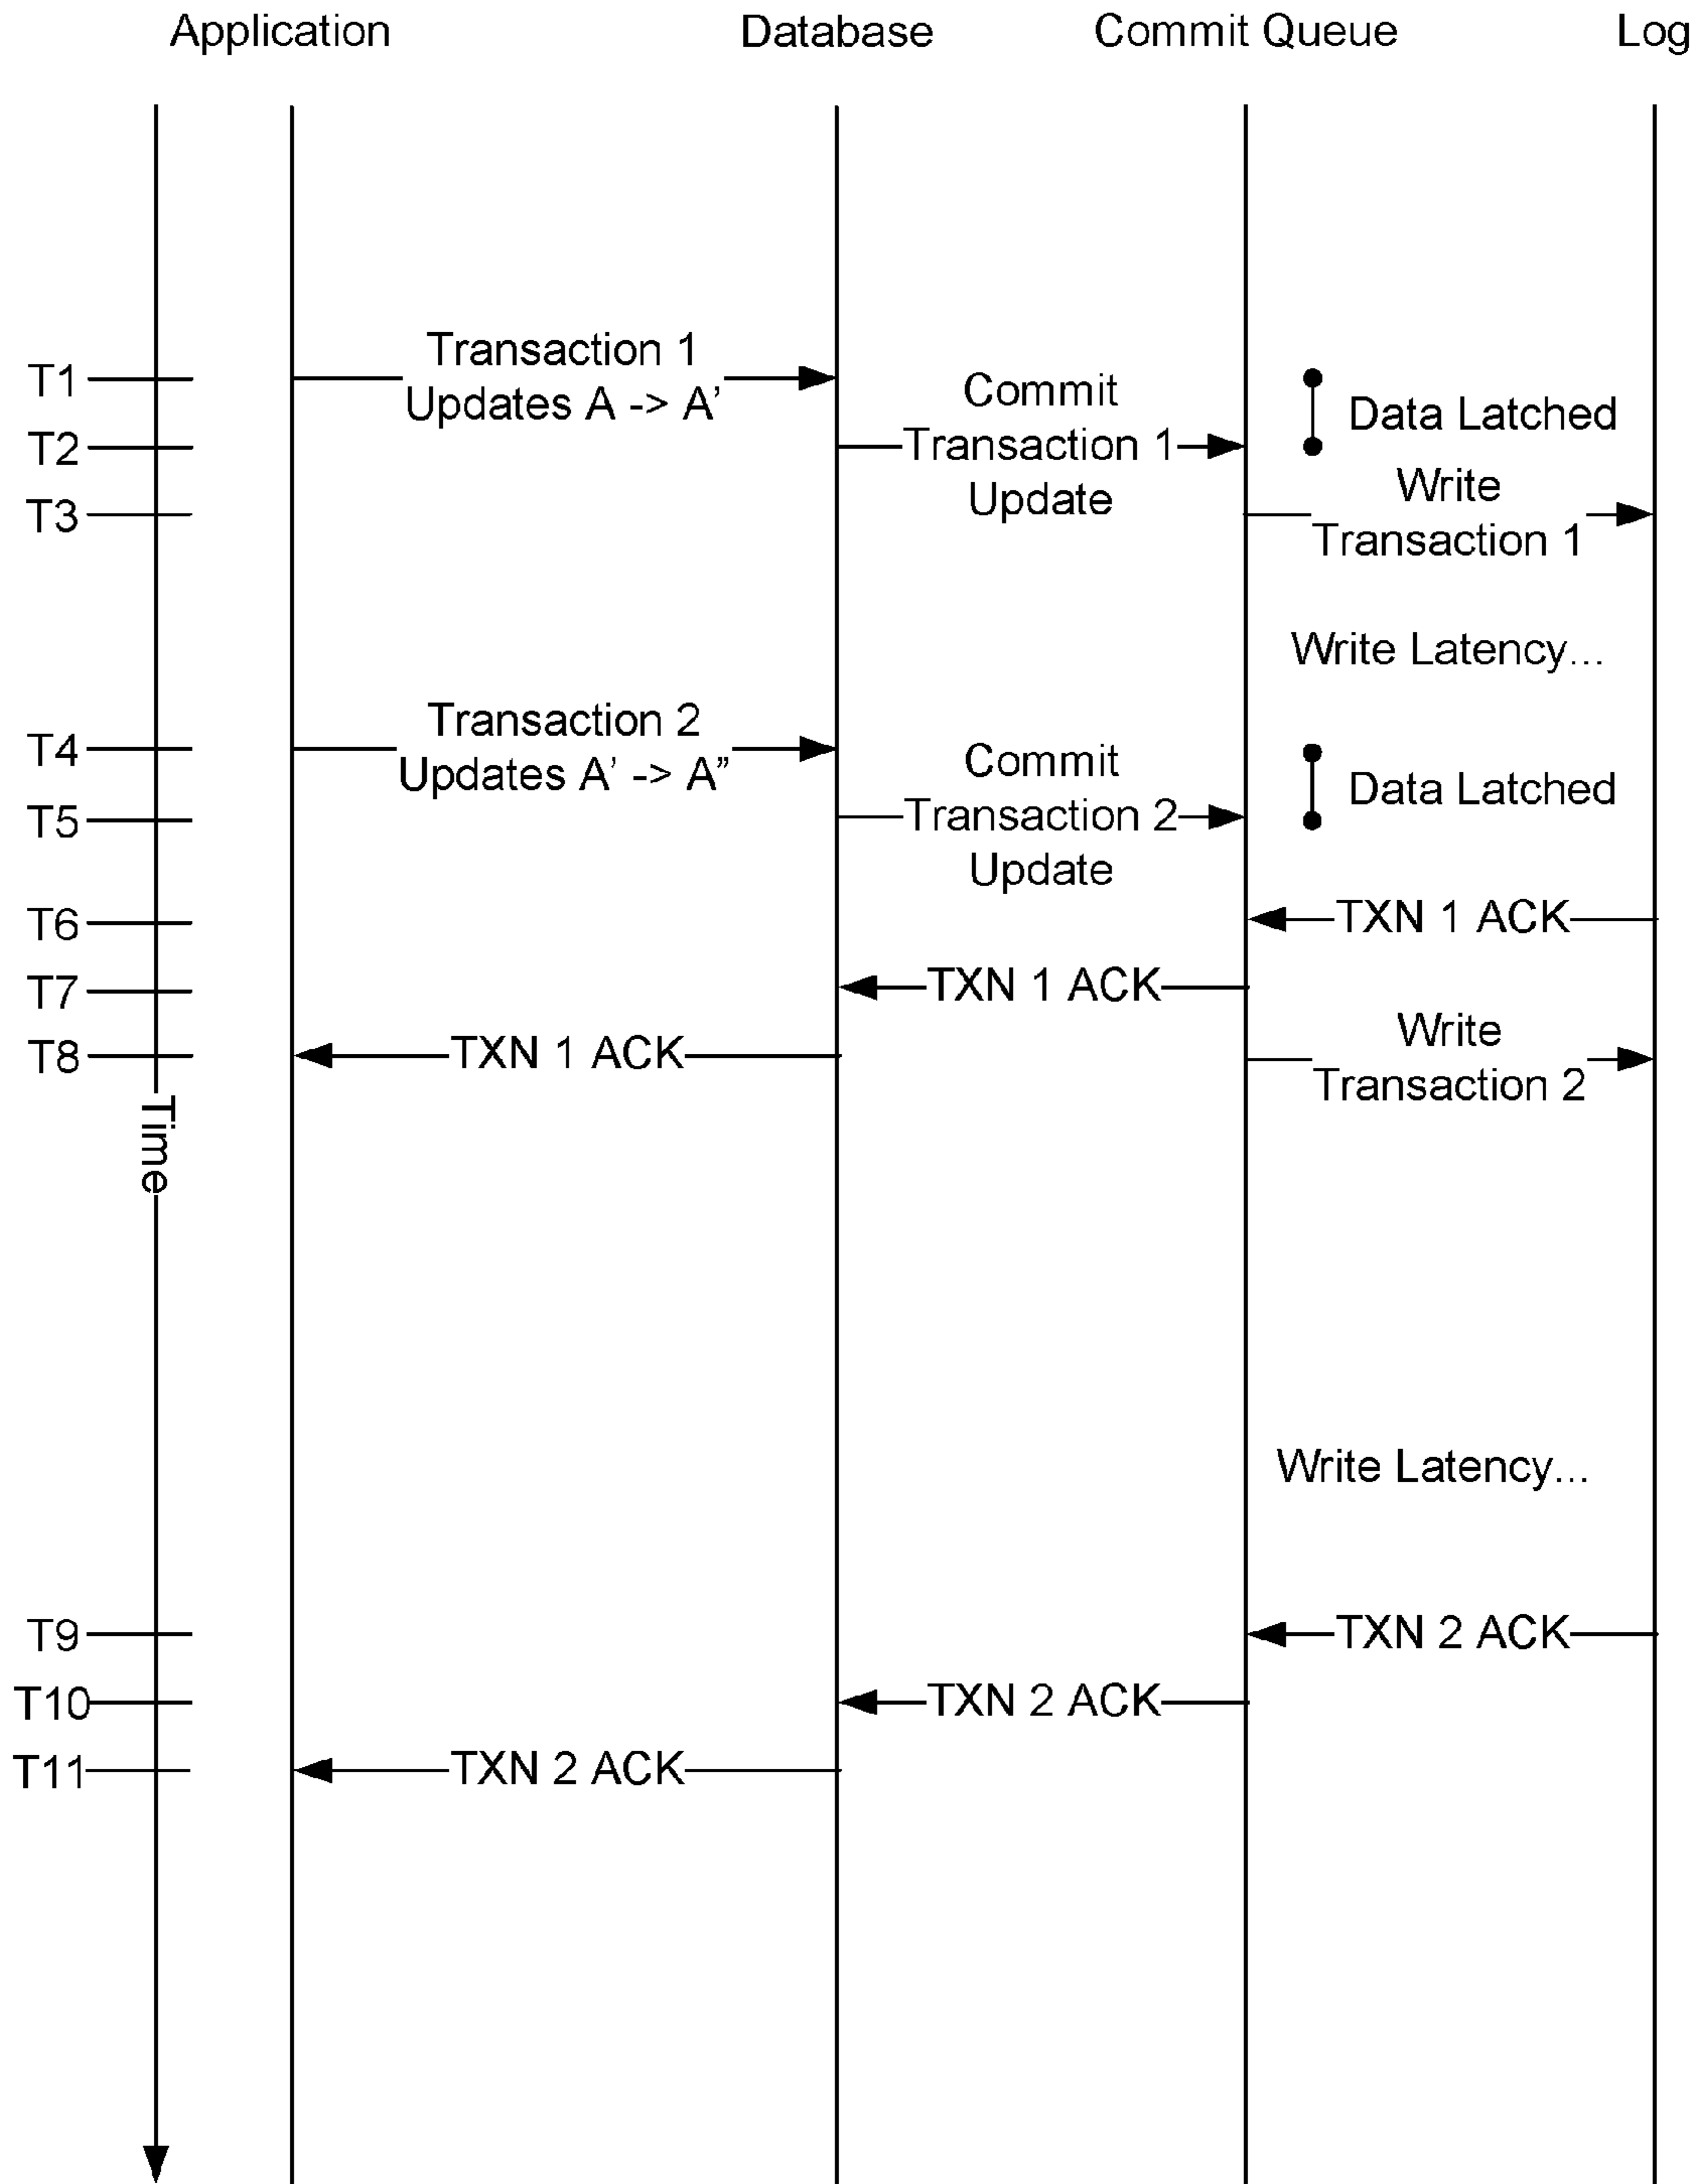 Application
Database
Commit Queue
Log
Transaction 1
Updates A -> A’
T1
Commit
Transaction 1
Update
Data Latched
T2
Write
Transaction 1
T3
Write Latency...
Transaction 2
Updates A’ -> A”
T4
Commit
Transaction 2
Update
Data Latched
T5
T6
TXN 1 ACK
T7
TXN 1 ACK
T8
TXN 1 ACK
Write
Transaction 2
Time
Write Latency...
T9
TXN 2 ACK
T10
TXN 2 ACK
T11
TXN 2 ACK